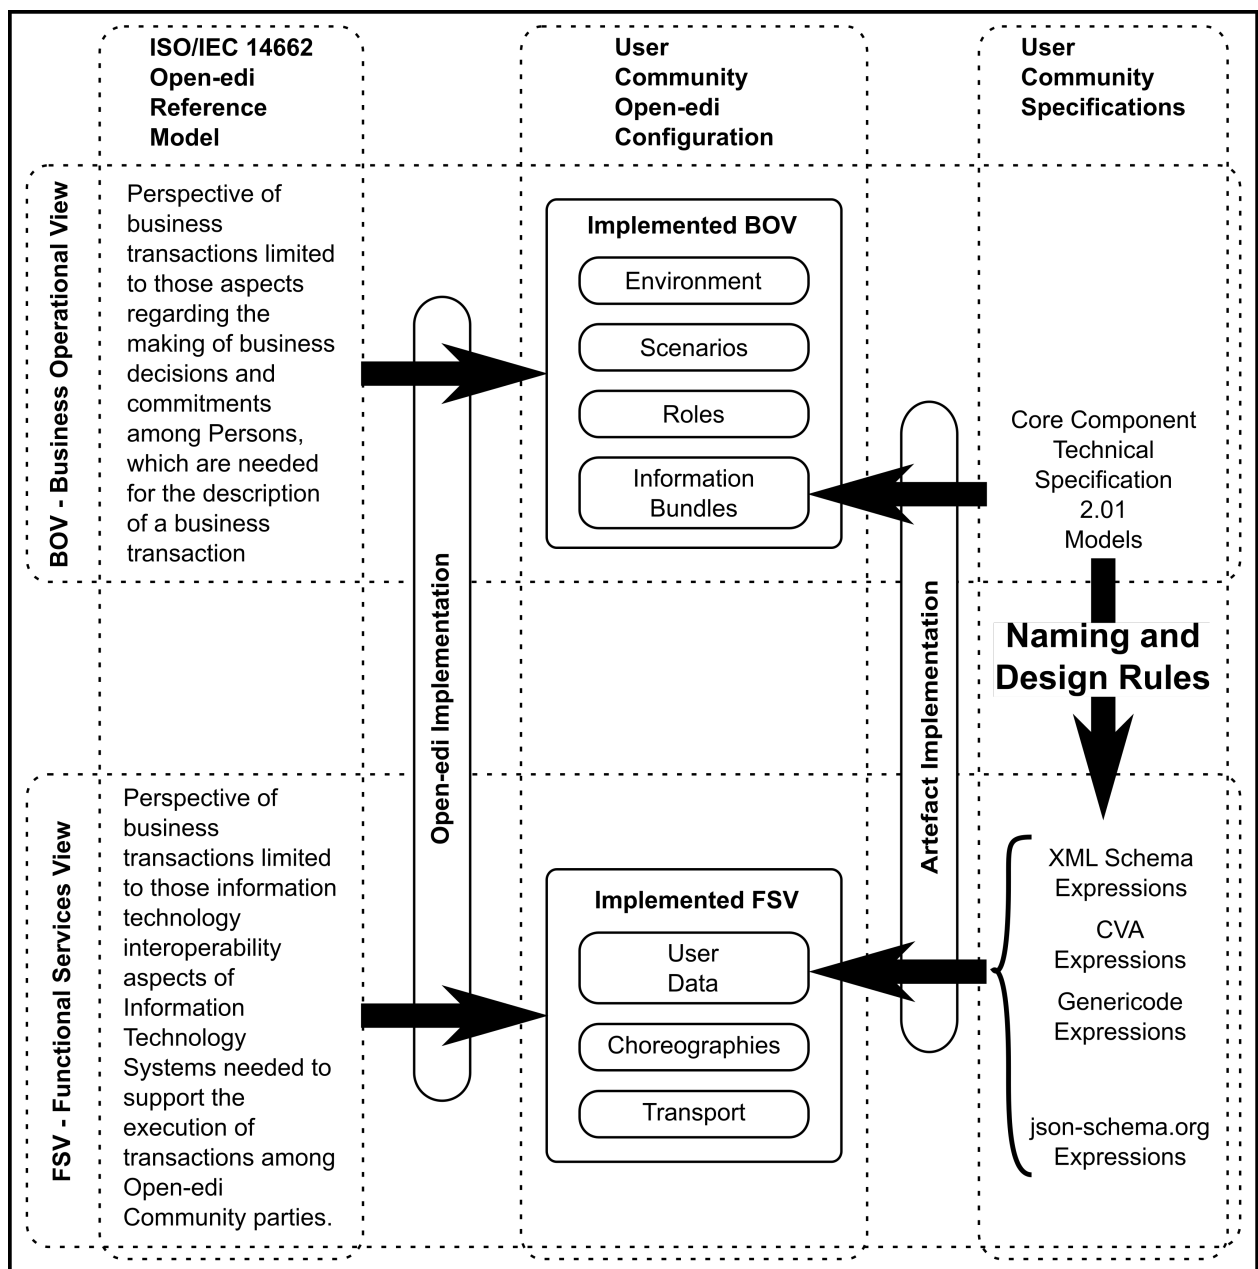 ISO/IEC 14662
Open-edi
Reference
Model
User
Community
Open-edi
Configuration
User
Community
Specifications
BOV - Business Operational View
Perspective of
business
transactions limited
to those aspects
regarding the
making of business
decisions and
commitments
among Persons,
which are needed
for the description
of a business
transaction
Open-edi Implementation
Implemented BOV
Environment
Scenarios
Roles
Information
Bundles
Artefact Implementation
Core Component
Technical
Specification
2.01
Models
Naming and
Design Rules
FSV - Functional Services View
Perspective of
business
transactions limited
to those information
technology
interoperability
aspects of
Information
Technology
Systems needed to
support the
execution of
transactions among
Open-edi
Community parties.
Implemented FSV
User
Data
Choreographies
Transport
XML Schema
Expressions
CVA
Expressions
Genericode
Expressions
json-schema.org
Expressions